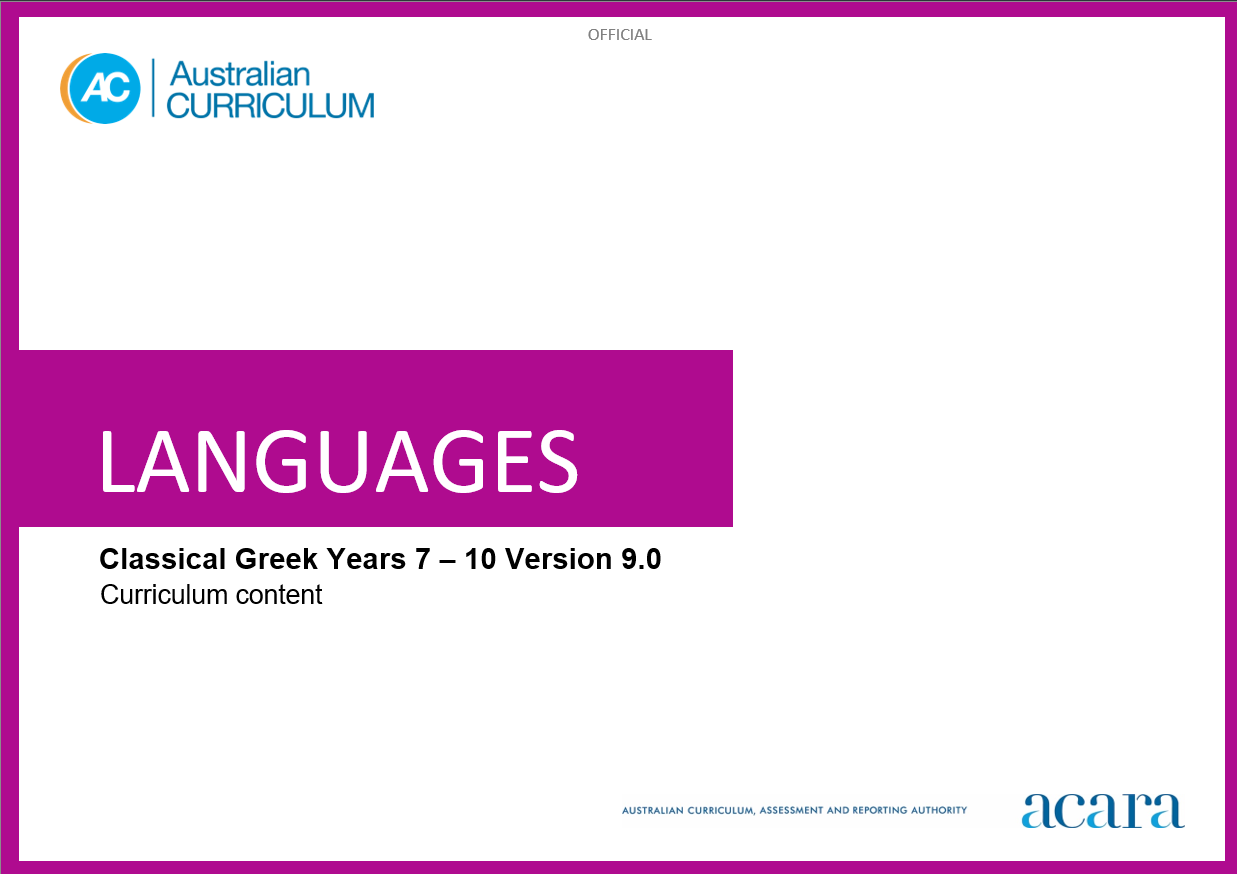 OFFICIAL
AC
Australian
CURRICULUM
LANGUAGES
Classical Greek Years 7 – 10 Version 9.0
Curriculum content
AUSTRALIAN CURRICULUM, ASSESSMENT AND REPORTING AUTHORITY
acara